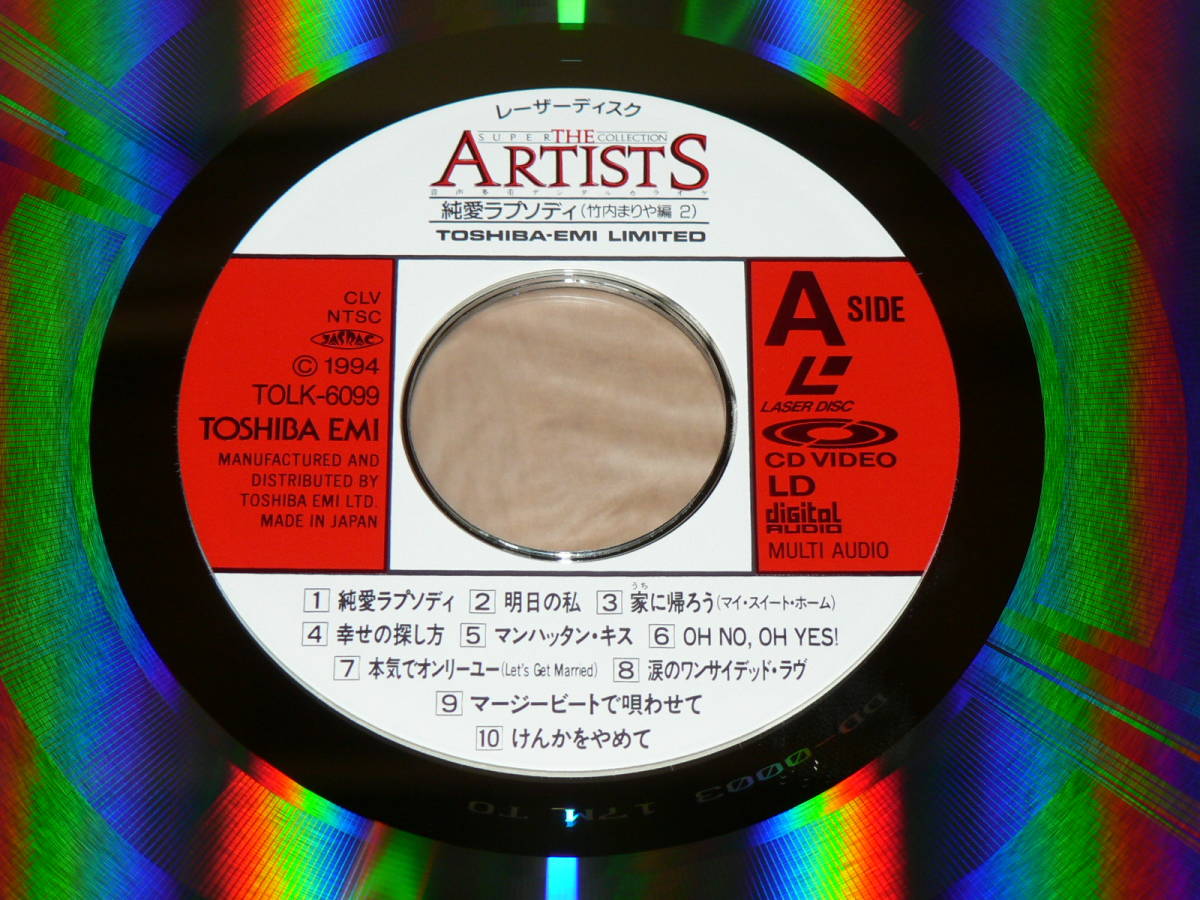 レーザーディスク
SUPER THE COLLECTION
ARTISTS
純愛ラプソディ(竹内まりや編 2)
TOSHIBA-EMI LIMITED
CLV
NTSC
JASRAC
© 1994
TOLK-6099
TOSHIBA EMI
MANUFACTURED AND
DISTRIBUTED BY
TOSHIBA EMI LTD.
MADE IN JAPAN
A SIDE
LASER DISC
CD VIDEO
LD
digital
AUDIO
MULTI AUDIO
1 純愛ラプソディ 2 明日の私 3 家に帰ろう(マイ・スイート・ホーム)
うち
4 幸せの探し方 5 マンハッタン・キス 6 OH NO, OH YES!
7 本気でオンリーユー(Let's Get Married) 8 涙のワンサイデッド・ラヴ
9 マージービートで唄わせて
10 けんかをやめて
DD-0003 17M TO